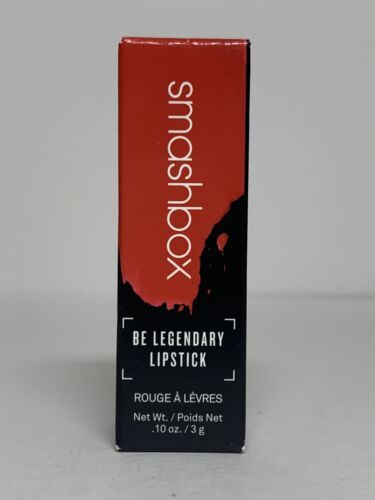 smashbox
BE LEGENDARY
LIPSTICK
ROUGE À LÈVRES
Net Wt. / Poids Net
.10 oz. / 3 g